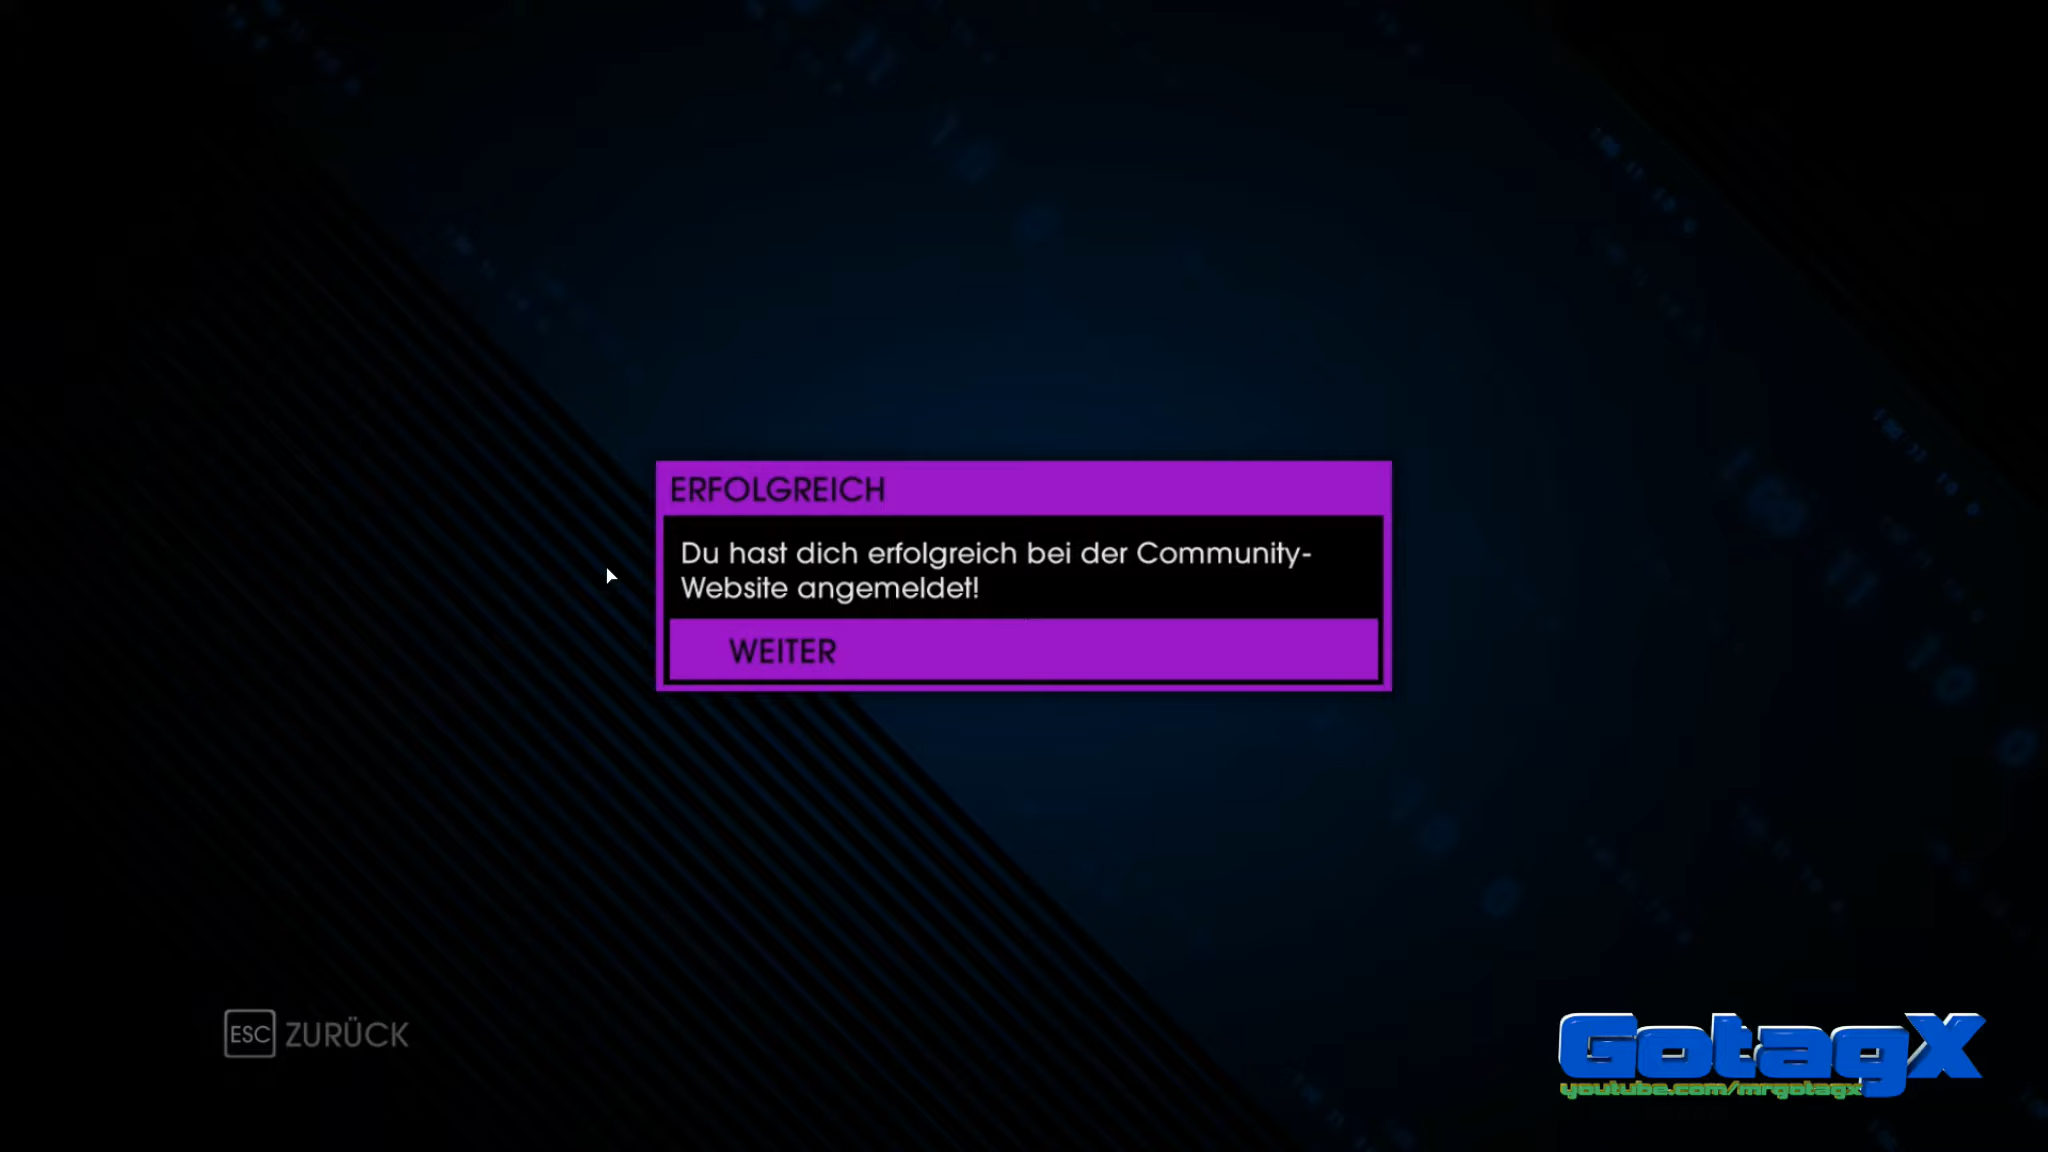 ERFOLGREICH
Du hast dich erfolgreich bei der Community-
Website angemeldet!
WEITER
ESC ZURÜCK
GotagX
youtube.com/mrgotagx